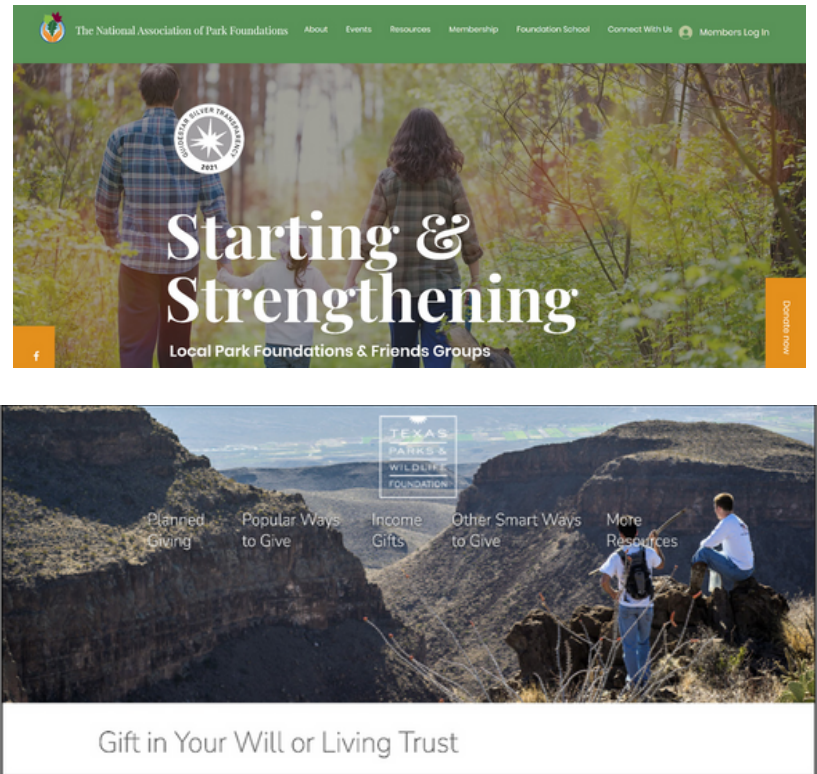 The National Association of Park Foundations
About Events Resources Membership Foundation School Connect With Us Members Log In
GUIDESTAR SILVER TRANSPARENCY
2021
Starting &
Strengthening
Local Park Foundations & Friends Groups
f
Donate now
TEXAS
PARKS &
WILDLIFE
FOUNDATION
Planned Popular Ways Income Other Smart Ways More
Giving to Give Gifts to Give Resources
Gift in Your Will or Living Trust